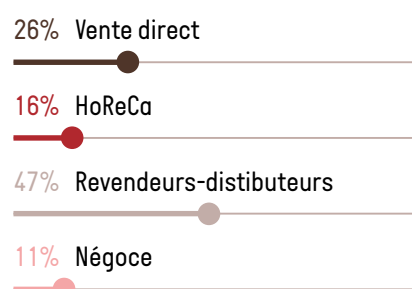 26% Vente direct
16% HoReCa
47% Revendeurs-distibuteurs
11% Négoce